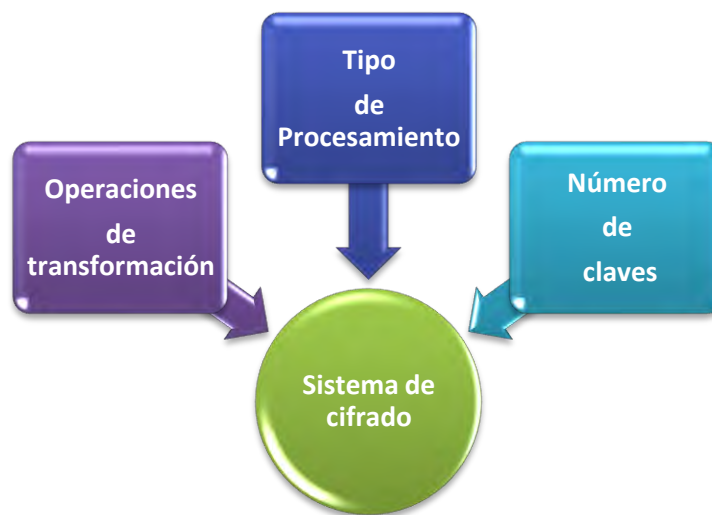 Tipo
de
Procesamiento
Operaciones
de
transformación
Número
de
claves
Sistema de
cifrado